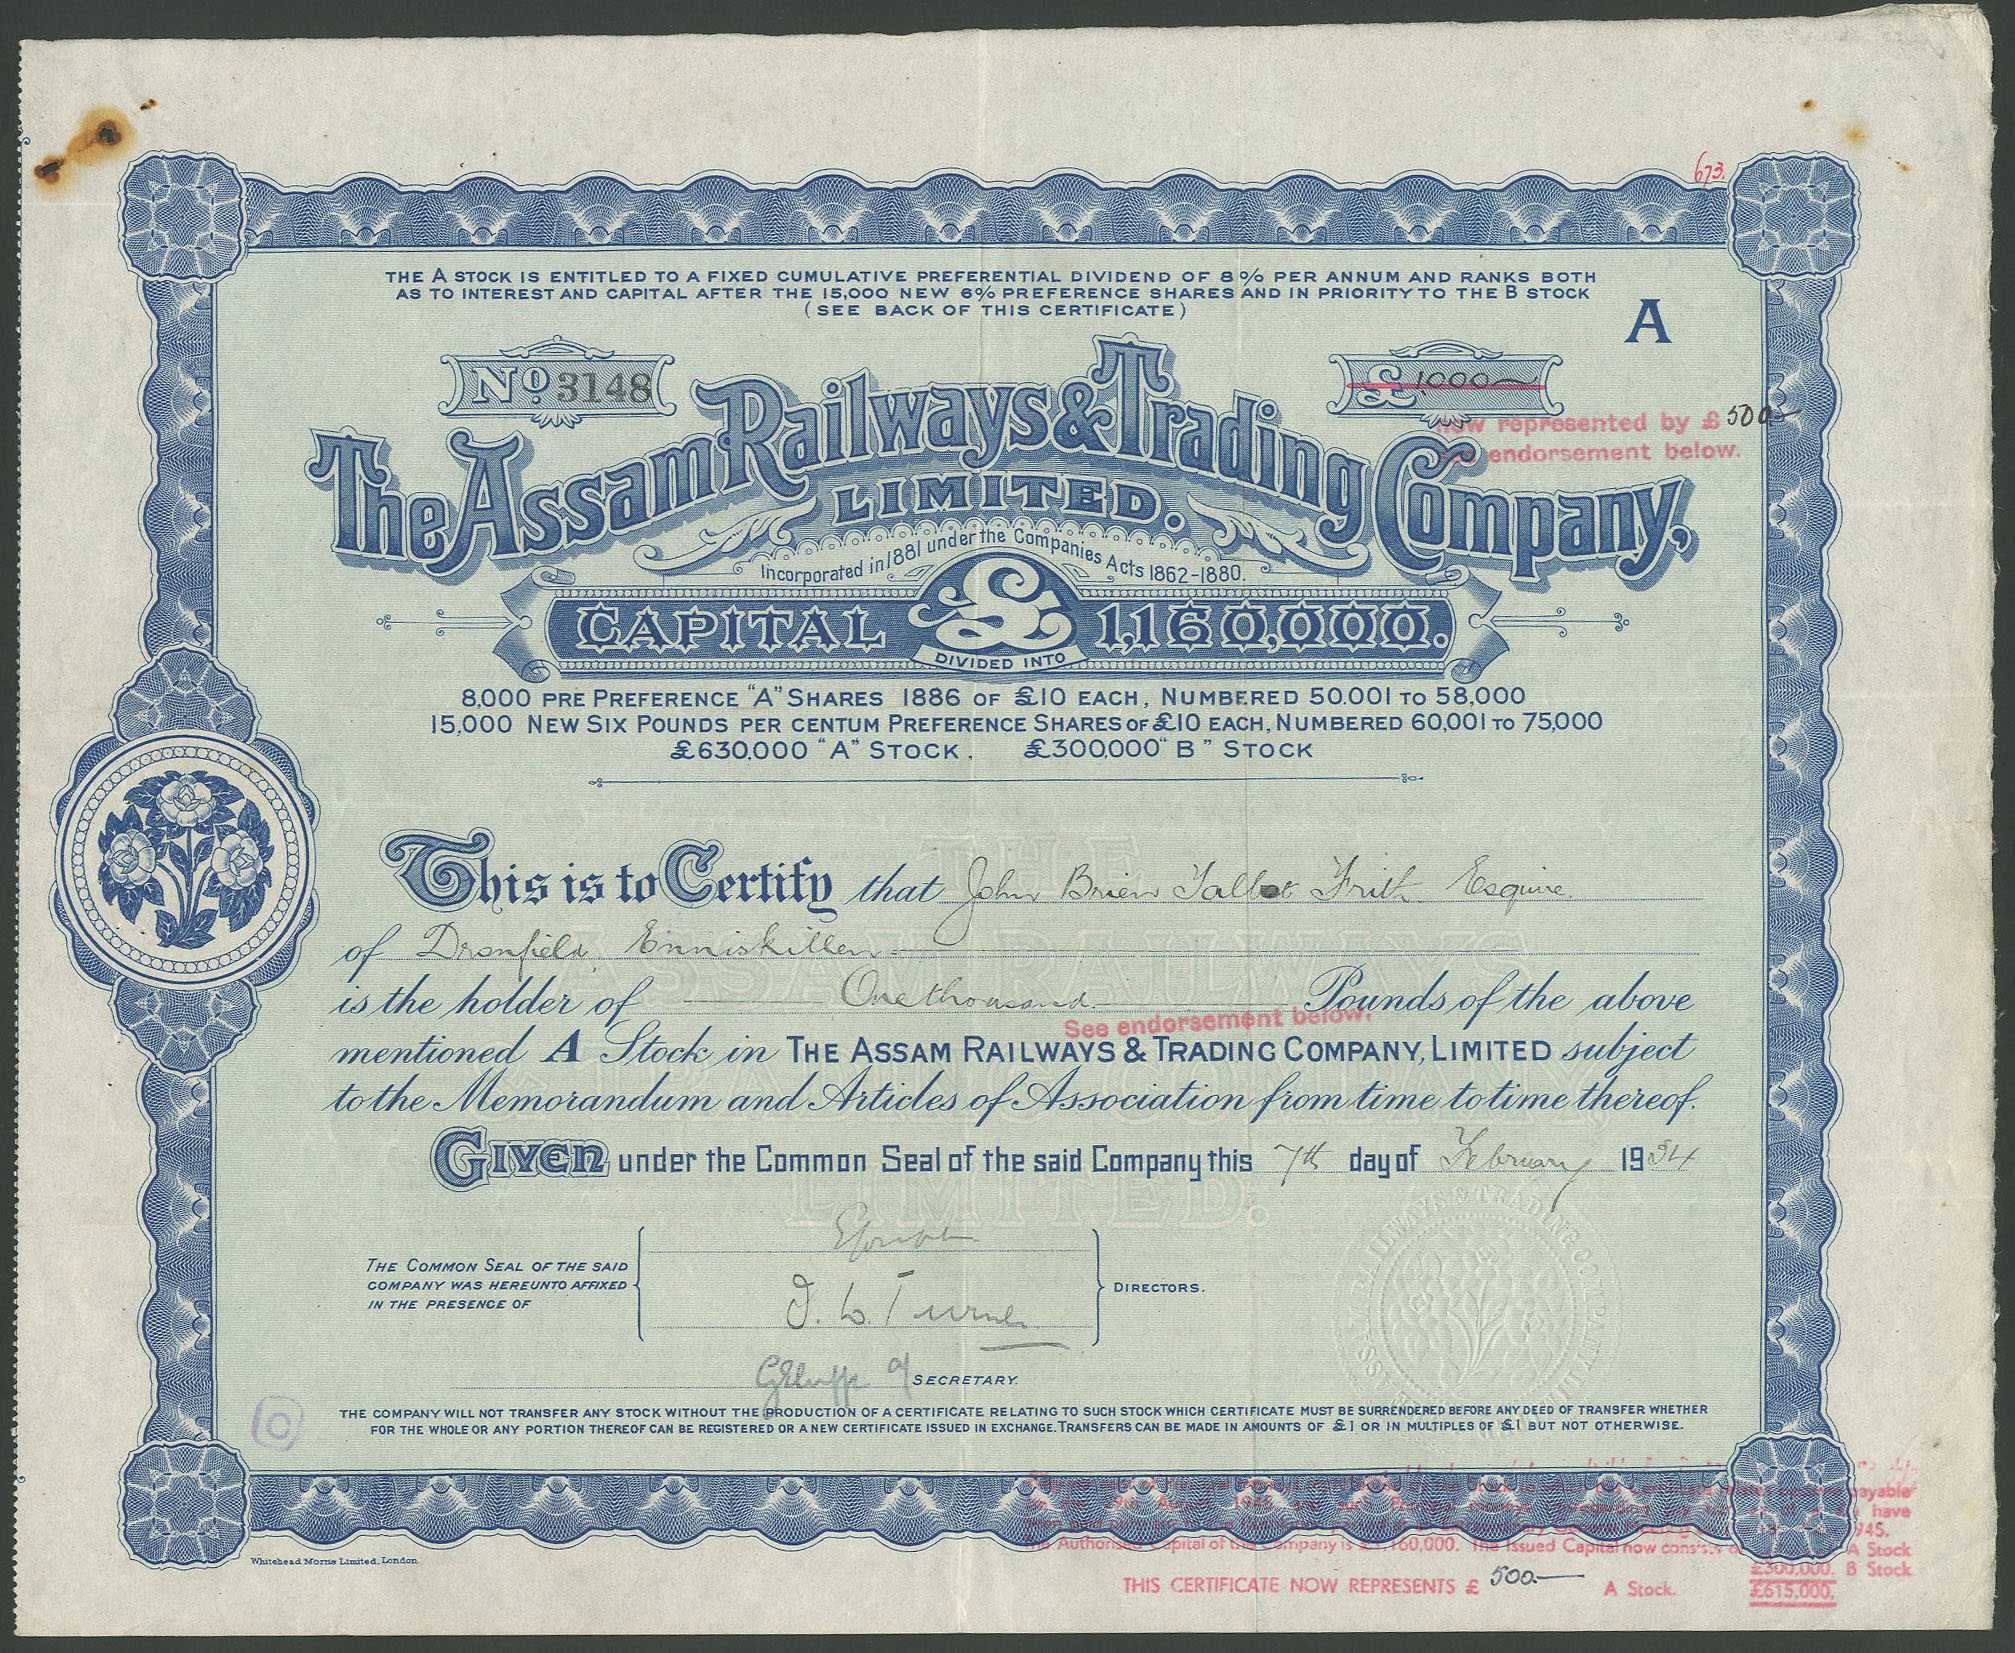 673.
THE A STOCK IS ENTITLED TO A FIXED CUMULATIVE PREFERENTIAL DIVIDEND OF 8% PER ANNUM AND RANKS BOTH
AS TO INTEREST AND CAPITAL AFTER THE 15,000 NEW 6% PREFERENCE SHARES AND IN PRIORITY TO THE B STOCK
(SEE BACK OF THIS CERTIFICATE)
A
No 3148
£ 1000
now represented by £ 500
see endorsement below.
The Assam Railways & Trading Company,
LIMITED.
Incorporated in 1881 under the Companies Acts 1862-1880.
CAPITAL £ 1,160,000.
DIVIDED INTO
8,000 PRE PREFERENCE "A" SHARES 1886 OF £10 EACH, NUMBERED 50.001 TO 58,000
15,000 NEW SIX POUNDS PER CENTUM PREFERENCE SHARES OF £10 EACH, NUMBERED 60,001 TO 75,000
£630,000 "A" STOCK. £300,000 "B" STOCK
This is to Certify that John Brien Talbot Frith Esquire.
of Dronfield, Enniskillen
is the holder of One thousand Pounds of the above
See endorsement below.
mentioned A Stock in THE ASSAM RAILWAYS & TRADING COMPANY, LIMITED subject
to the Memorandum and Articles of Association from time to time thereof.
GIVEN under the Common Seal of the said Company this 7th day of February 1934
THE COMMON SEAL OF THE SAID
COMPANY WAS HEREUNTO AFFIXED
IN THE PRESENCE OF
Turner
DIRECTORS.
SECRETARY.
C
THE COMPANY WILL NOT TRANSFER ANY STOCK WITHOUT THE PRODUCTION OF A CERTIFICATE RELATING TO SUCH STOCK WHICH CERTIFICATE MUST BE SURRENDERED BEFORE ANY DEED OF TRANSFER WHETHER
FOR THE WHOLE OR ANY PORTION THEREOF CAN BE REGISTERED OR A NEW CERTIFICATE ISSUED IN EXCHANGE. TRANSFERS CAN BE MADE IN AMOUNTS OF £1 OR IN MULTIPLES OF £1 BUT NOT OTHERWISE.
payable
have
1945.
The Authorised Capital of the Company is £1,160,000. The Issued Capital now consists of A Stock
£300,000. B Stock
£615,000.
THIS CERTIFICATE NOW REPRESENTS £ 500.— A Stock.
Whitehead Morris Limited, London.